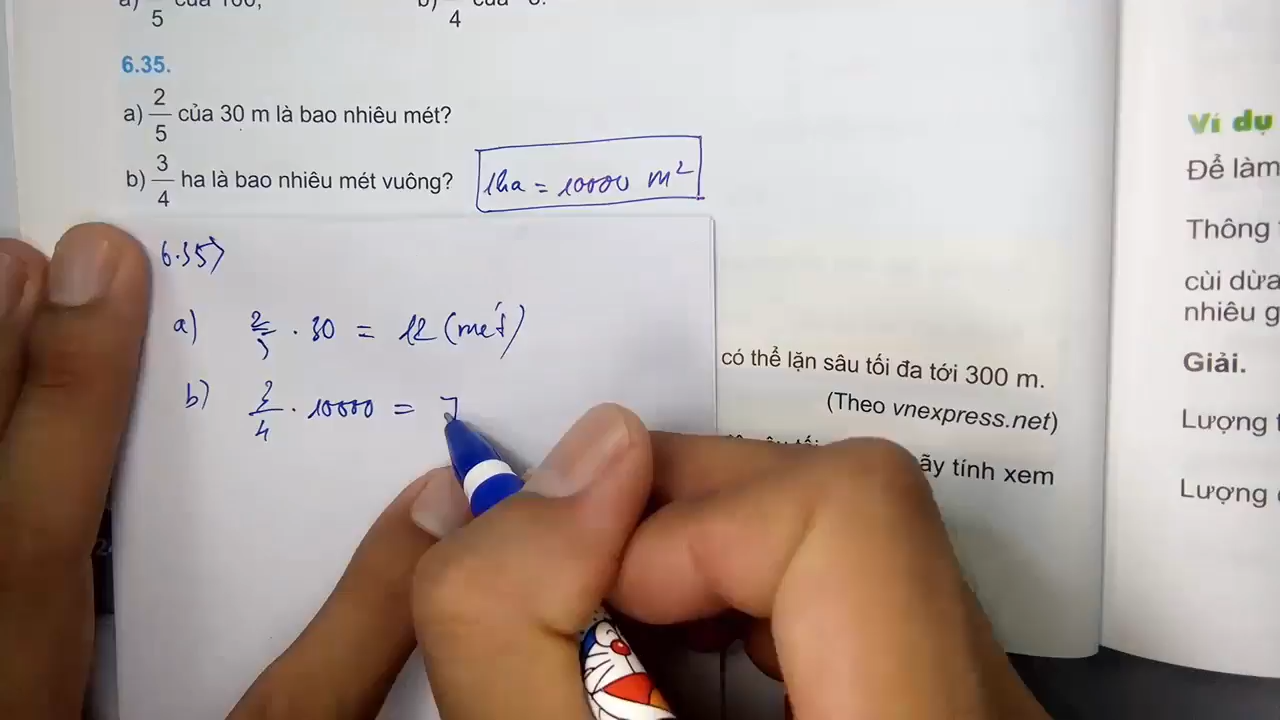 5
4
6.35.
a) 2/5 của 30 m là bao nhiêu mét?
b) 3/4 ha là bao nhiêu mét vuông?
1ha = 10000 m²
6.35)
a) 2/5 . 30 = 12 (mét)
b) 3/4 . 10000 = 7
có thể lặn sâu tối đa tới 300 m.
(Theo vnexpress.net)
ãy tính xem
Ví dụ
Để làm
Thông
cùi dừa
nhiêu g
Giải.
Lượng
Lượng